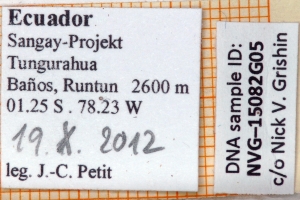 Ecuador
Sangay-Projekt
Tungurahua
Baños, Runtun 2600 m
01.25 S . 78.23 W
19. X. 2012
leg. J.-C. Petit
DNA sample ID:
NVG–15082G05
c/o Nick V. Grishin